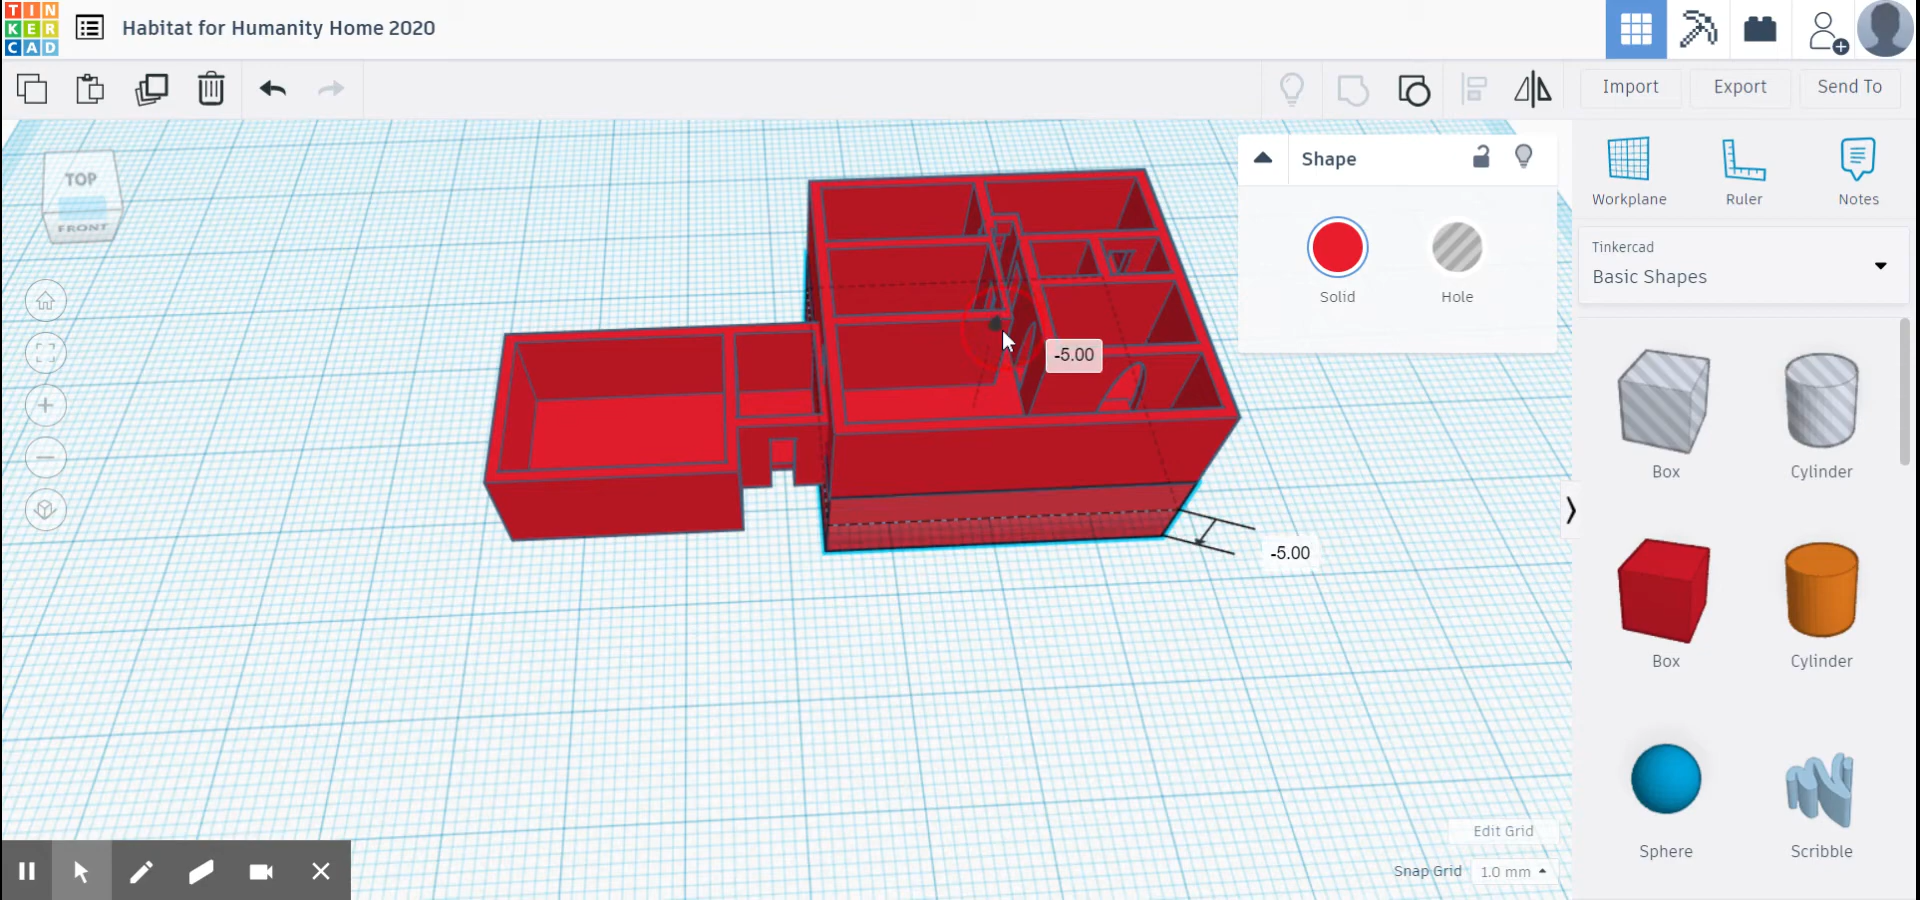 TIN
KER
CAD
Habitat for Humanity Home 2020
Import
Export
Send To
TOP
FRONT
Shape
Solid
Hole
Workplane
Ruler
Notes
Tinkercad
Basic Shapes
-5.00
-5.00
Box
Cylinder
Box
Cylinder
Sphere
Scribble
Edit Grid
Snap Grid
1.0 mm